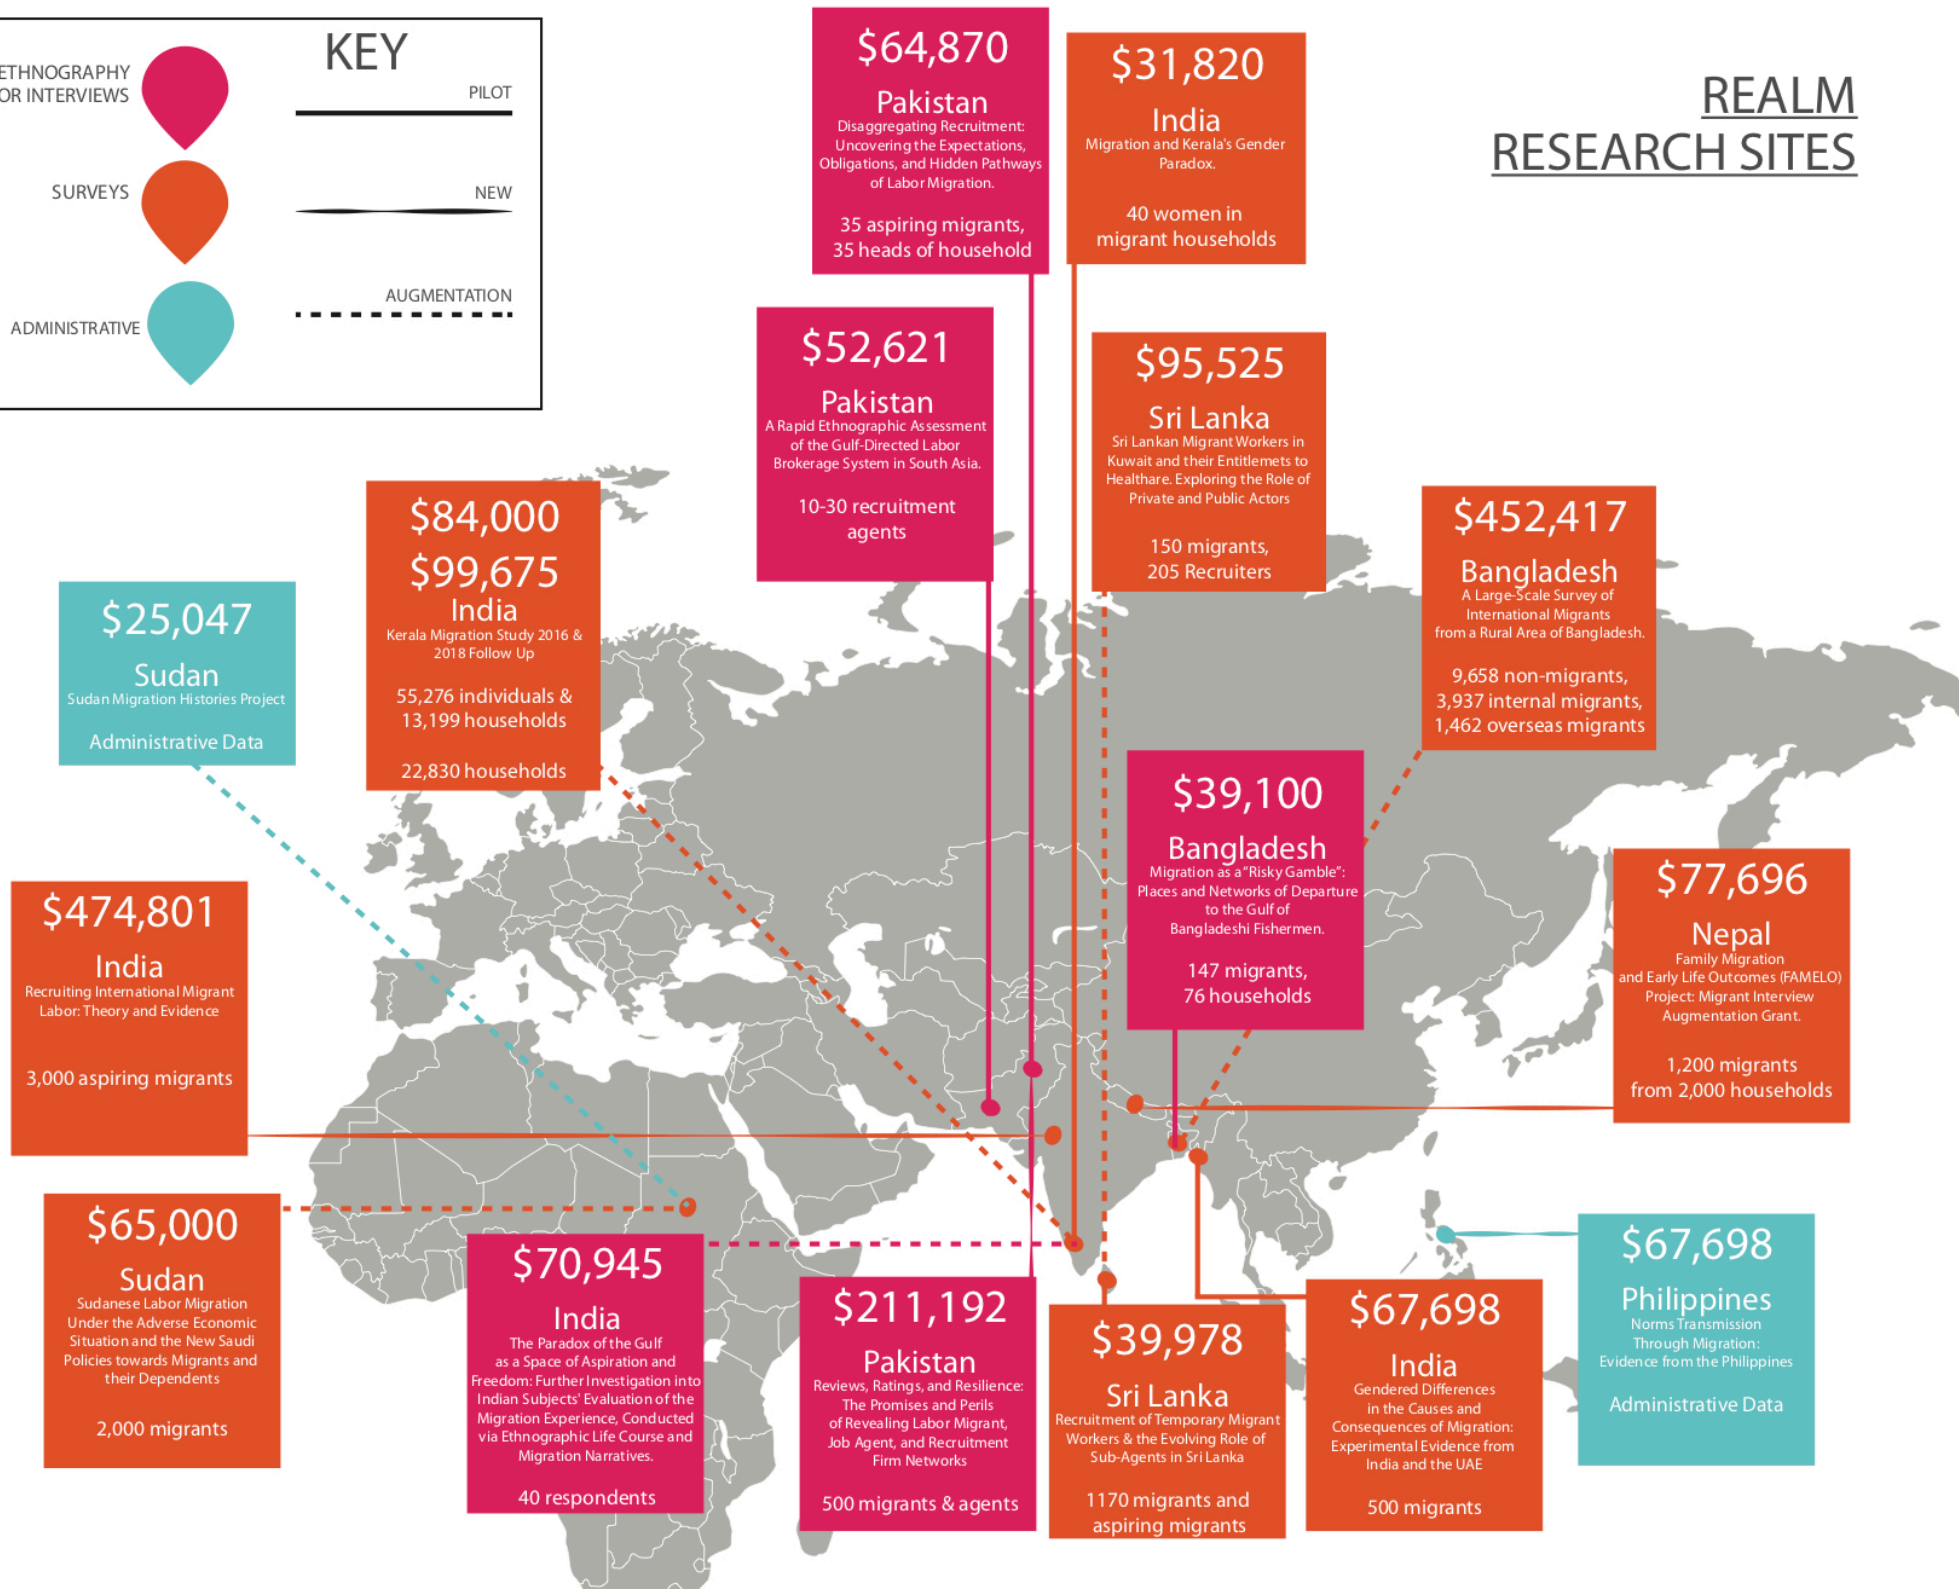 KEY
ETHNOGRAPHY
OR INTERVIEWS
SURVEYS
ADMINISTRATIVE
PILOT
NEW
AUGMENTATION
REALM
RESEARCH SITES
$64,870
Pakistan
Disaggregating Recruitment:
Uncovering the Expectations,
Obligations, and Hidden Pathways
of Labor Migration.
35 aspiring migrants,
35 heads of household
$31,820
India
Migration and Kerala's Gender
Paradox.
40 women in
migrant households
$52,621
Pakistan
A Rapid Ethnographic Assessment
of the Gulf-Directed Labor
Brokerage System in South Asia.
10-30 recruitment
agents
$95,525
Sri Lanka
Sri Lankan Migrant Workers in
Kuwait and their Entitlemets to
Healthare. Exploring the Role of
Private and Public Actors
150 migrants,
205 Recruiters
$84,000
$99,675
India
Kerala Migration Study 2016 &
2018 Follow Up
55,276 individuals &
13,199 households
22,830 households
$452,417
Bangladesh
A Large-Scale Survey of
International Migrants
from a Rural Area of Bangladesh.
9,658 non-migrants,
3,937 internal migrants,
1,462 overseas migrants
$25,047
Sudan
Sudan Migration Histories Project
Administrative Data
$39,100
Bangladesh
Migration as a "Risky Gamble":
Places and Networks of Departure
to the Gulf of
Bangladeshi Fishermen.
147 migrants,
76 households
$474,801
India
Recruiting International Migrant
Labor: Theory and Evidence
3,000 aspiring migrants
$77,696
Nepal
Family Migration
and Early Life Outcomes (FAMELO)
Project: Migrant Interview
Augmentation Grant.
1,200 migrants
from 2,000 households
$65,000
Sudan
Sudanese Labor Migration
Under the Adverse Economic
Situation and the New Saudi
Policies towards Migrants and
their Dependents
2,000 migrants
$70,945
India
The Paradox of the Gulf
as a Space of Aspiration and
Freedom: Further Investigation into
Indian Subjects' Evaluation of the
Migration Experience, Conducted
via Ethnographic Life Course and
Migration Narratives.
40 respondents
$211,192
Pakistan
Reviews, Ratings, and Resilience:
The Promises and Perils
of Revealing Labor Migrant,
Job Agent, and Recruitment
Firm Networks
500 migrants & agents
$39,978
Sri Lanka
Recruitment of Temporary Migrant
Workers & the Evolving Role of
Sub-Agents in Sri Lanka
1170 migrants and
aspiring migrants
$67,698
India
Gendered Differences
in the Causes and
Consequences of Migration:
Experimental Evidence from
India and the UAE
500 migrants
$67,698
Philippines
Norms Transmission
Through Migration:
Evidence from the Philippines
Administrative Data